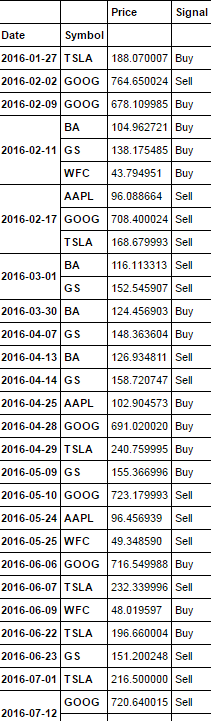 Price Signal
Date Symbol
2016-01-27 TSLA 188.070007 Buy
2016-02-02 GOOG 764.650024 Sell
2016-02-09 GOOG 678.109985 Buy
2016-02-11 BA 104.962721 Buy
GS 138.175485 Buy
WFC 43.794951 Buy
2016-02-17 AAPL 96.088664 Sell
GOOG 708.400024 Sell
TSLA 168.679993 Sell
2016-03-01 BA 116.113313 Sell
GS 152.545907 Sell
2016-03-30 BA 124.456903 Buy
2016-04-07 GS 148.363604 Buy
2016-04-13 BA 126.934811 Sell
2016-04-14 GS 158.720747 Sell
2016-04-25 AAPL 102.904573 Buy
2016-04-28 GOOG 691.020020 Buy
2016-04-29 TSLA 240.759995 Buy
2016-05-09 GS 155.366996 Buy
2016-05-10 GOOG 723.179993 Sell
2016-05-24 AAPL 96.456939 Sell
2016-05-25 WFC 49.348590 Sell
2016-06-06 GOOG 716.549988 Buy
2016-06-07 TSLA 232.339996 Sell
2016-06-09 WFC 48.019597 Buy
2016-06-22 TSLA 196.660004 Buy
2016-06-23 GS 151.200248 Sell
2016-07-01 TSLA 216.500000 Sell
2016-07-12 GOOG 720.640015 Sell